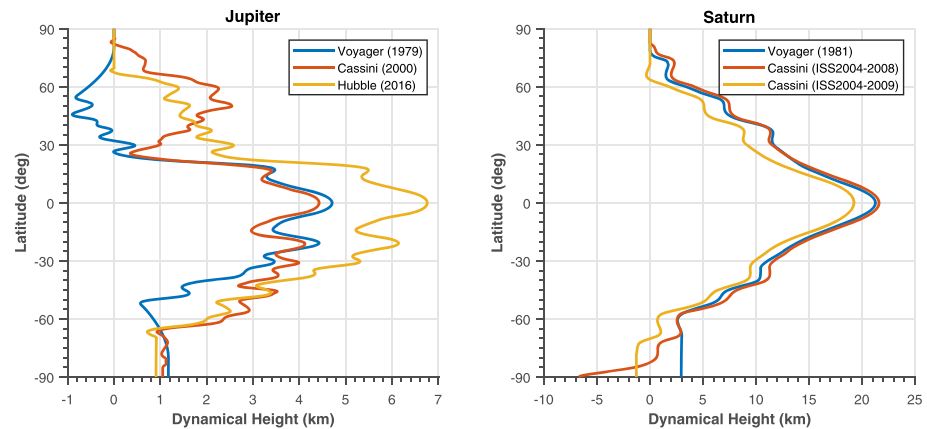 Jupiter
90
60
30
0
-30
-60
-90
Latitude (deg)
-1 0 1 2 3 4 5 6 7
Dynamical Height (km)
Voyager (1979)
Cassini (2000)
Hubble (2016)
Saturn
90
60
30
0
-30
-60
-90
Latitude (deg)
-10 -5 0 5 10 15 20 25
Dynamical Height (km)
Voyager (1981)
Cassini (ISS2004-2008)
Cassini (ISS2004-2009)